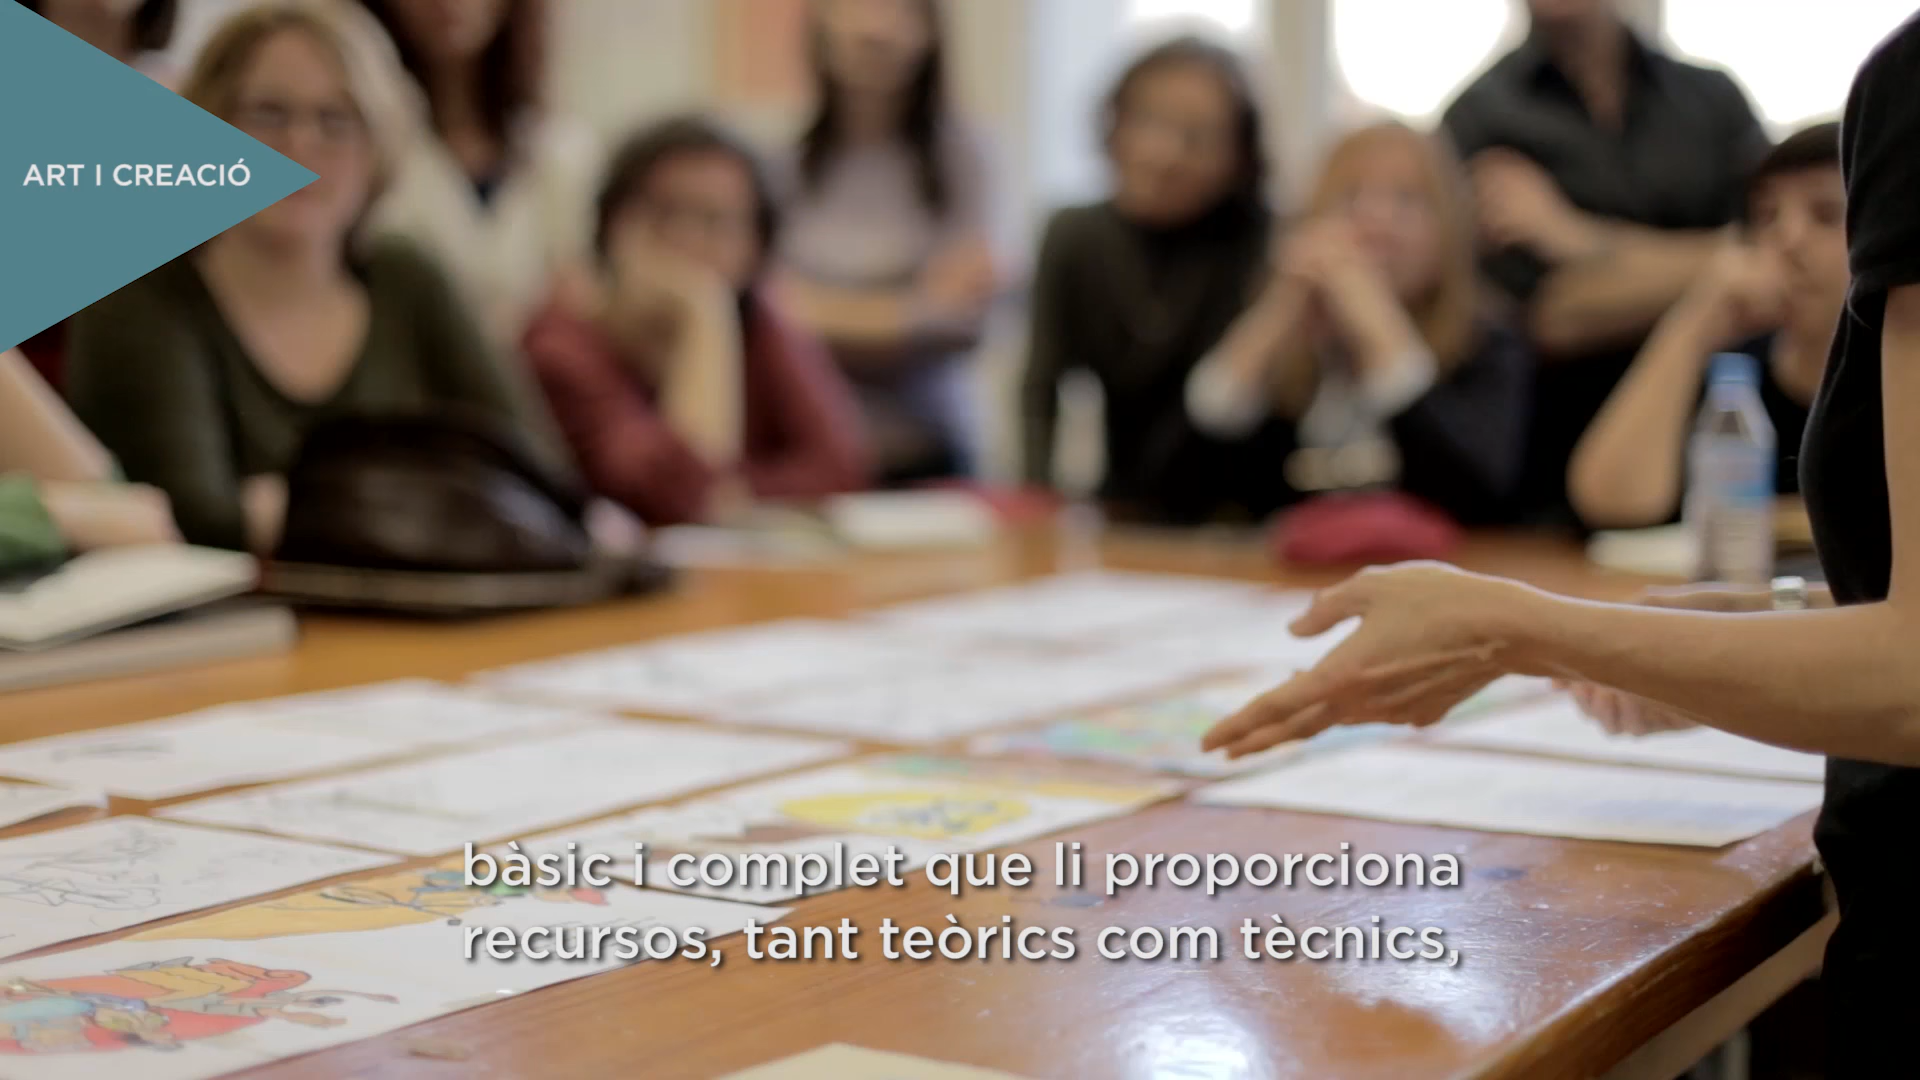 ART I CREACIÓ
bàsic i complet que li proporciona
recursos, tant teòrics com tècnics,